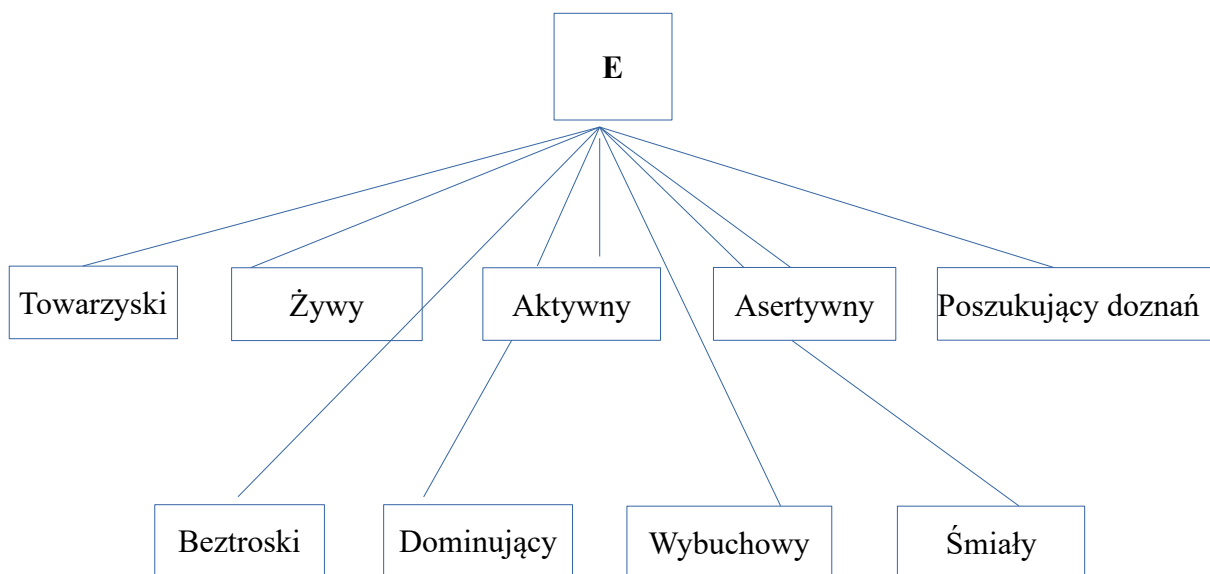 E
Towarzyski
Żywy
Aktywny
Asertywny
Poszukujący doznań
Beztroski
Dominujący
Wybuchowy
Śmiały